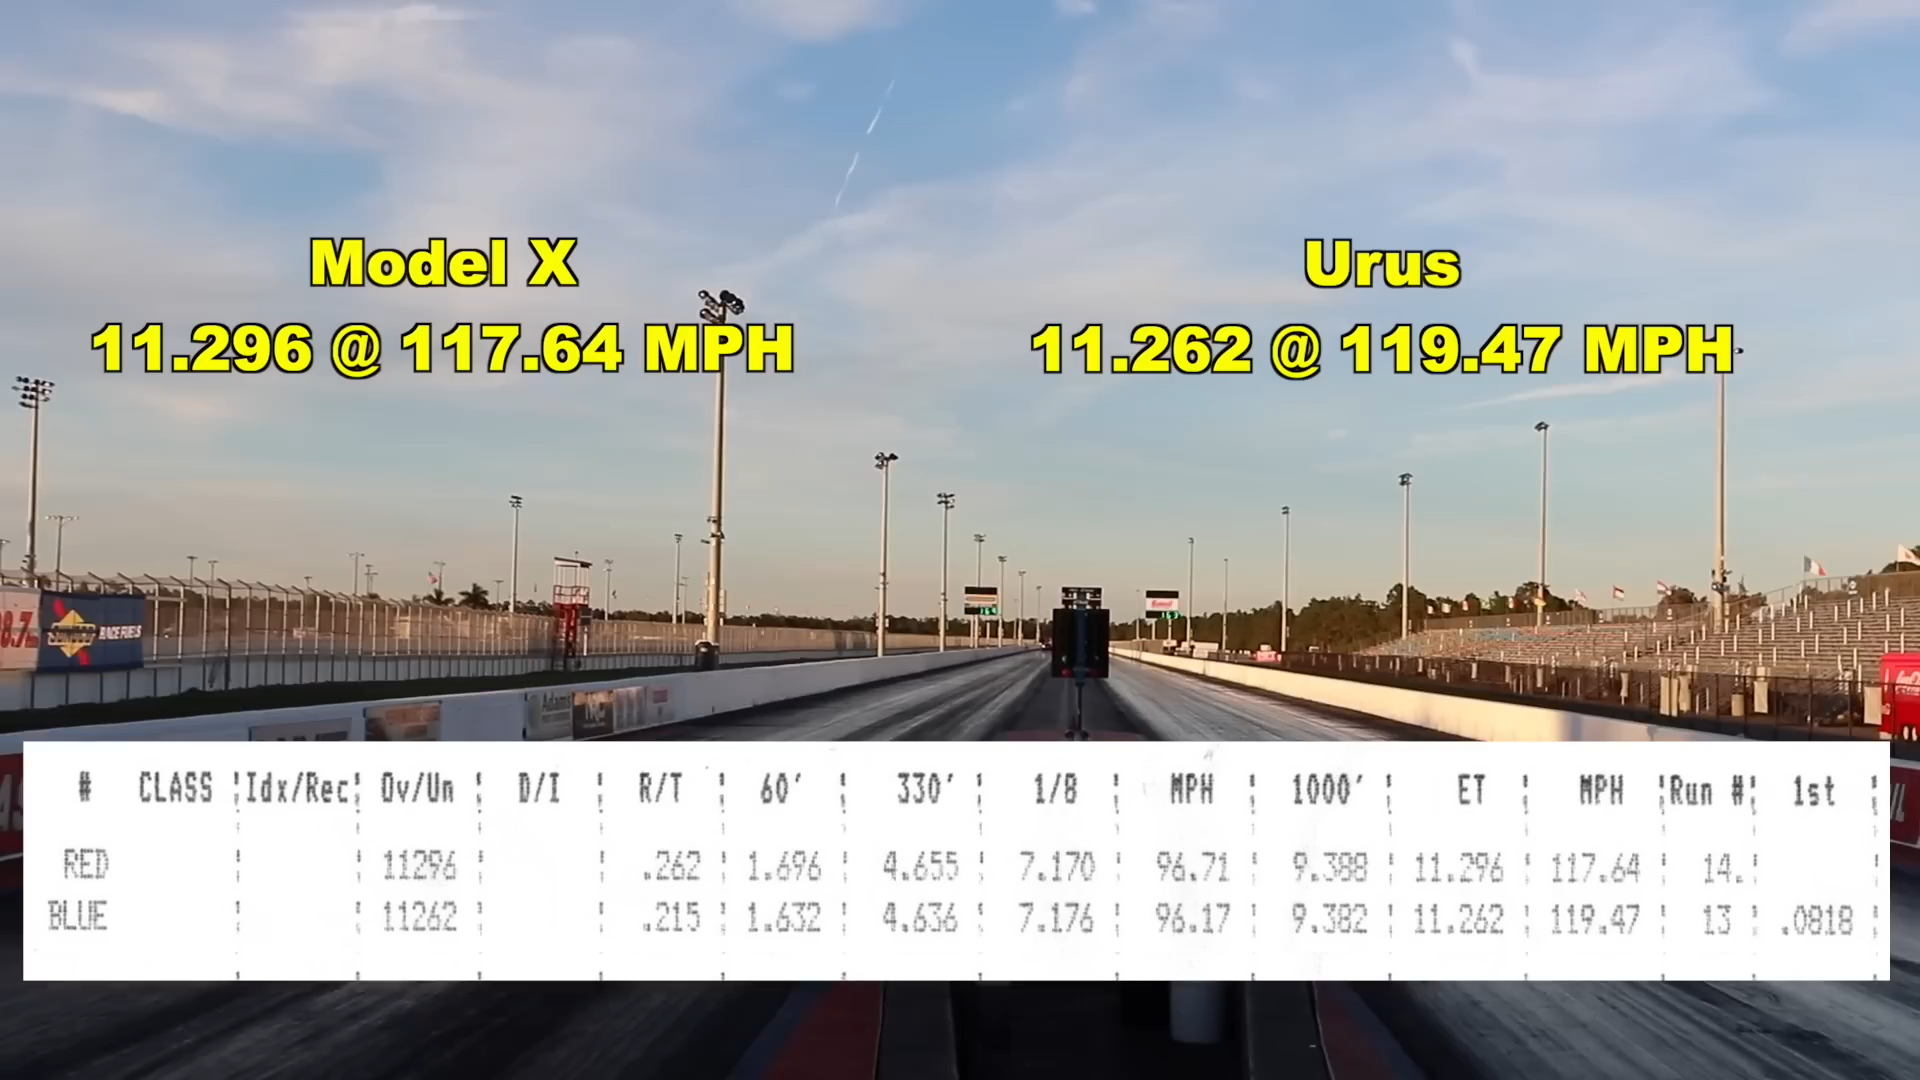 Model X
11.296 @ 117.64 MPH
Urus
11.262 @ 119.47 MPH
RACE FUELS
Adams
# CLASS Idx/Rec Ov/Un D/I R/T 60' 330' 1/8 MPH 1000' ET MPH Run # 1st
RED 11296 .262 1.696 4.655 7.170 96.71 9.388 11.296 117.64 14.
BLUE 11262 .215 1.632 4.636 7.176 96.17 9.382 11.262 119.47 13 .0818